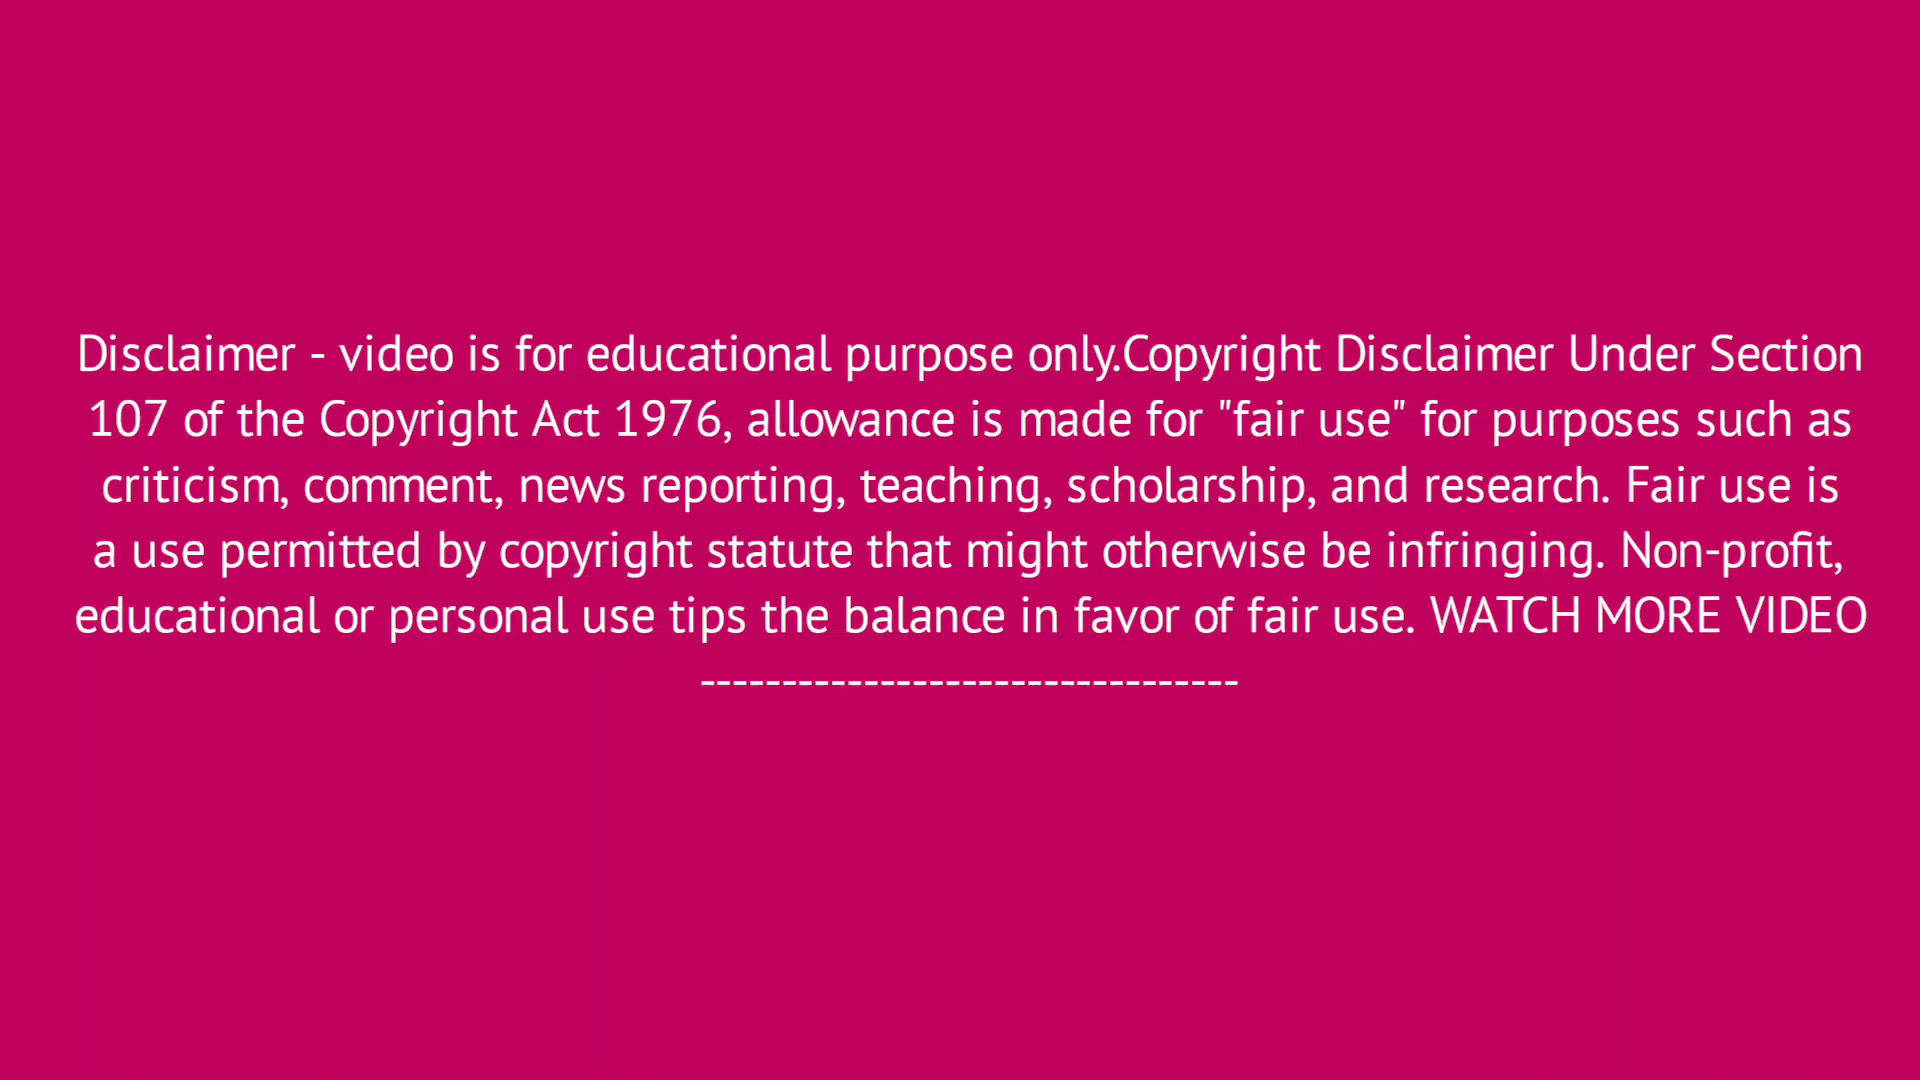 Disclaimer - video is for educational purpose only.Copyright Disclaimer Under Section
107 of the Copyright Act 1976, allowance is made for "fair use" for purposes such as
criticism, comment, news reporting, teaching, scholarship, and research. Fair use is
a use permitted by copyright statute that might otherwise be infringing. Non-profit,
educational or personal use tips the balance in favor of fair use. WATCH MORE VIDEO
---------------------------------